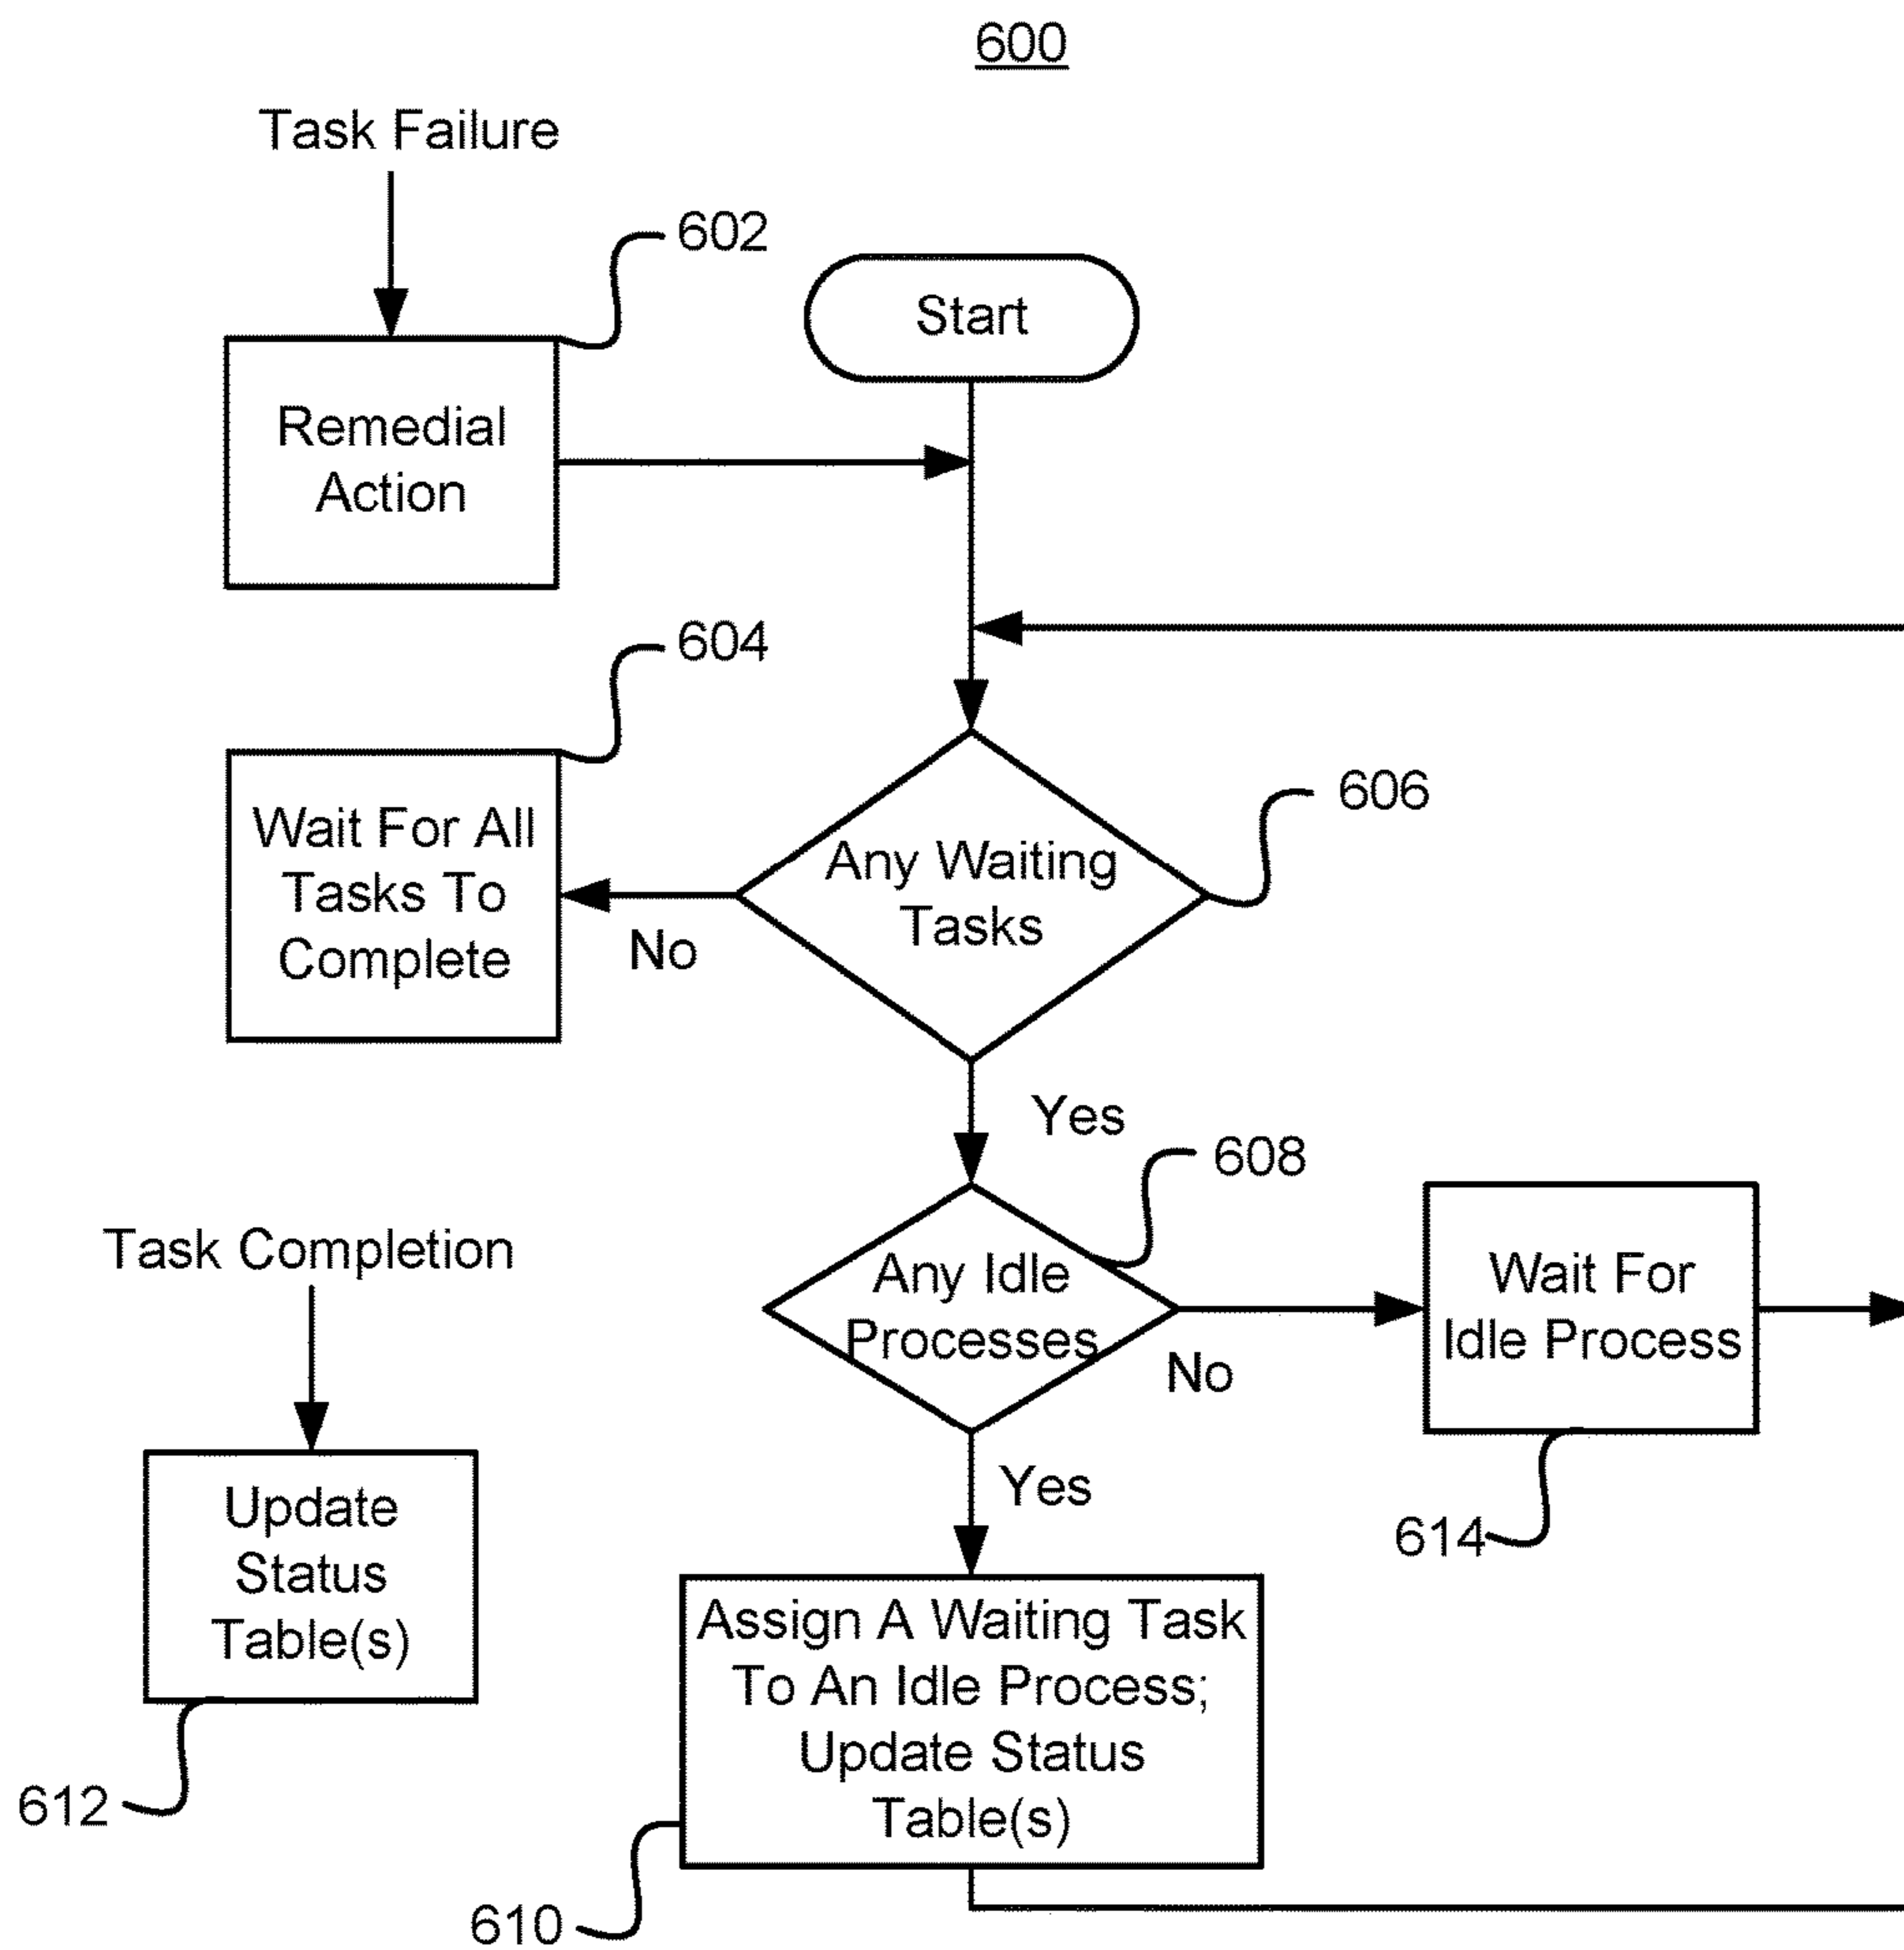 600
Task Failure
602
Start
Remedial
Action
604
606
Wait For All
Tasks To
Complete
Any Waiting
Tasks
No
Yes
608
Task Completion
Any Idle
Processes
Wait For
Idle Process
No
Yes
614
Update
Status
Table(s)
Assign A Waiting Task
To An Idle Process;
Update Status
Table(s)
612
610